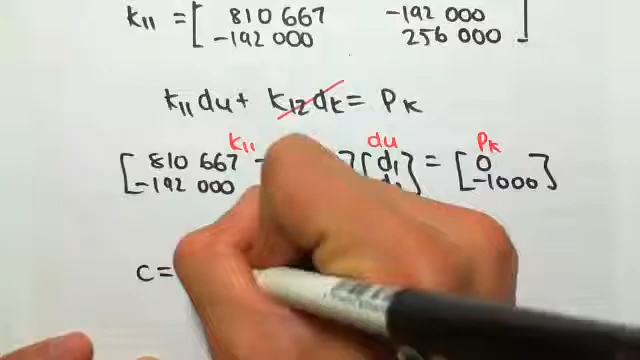 k11 = [ 810 667 -192 000
-192 000 256 000 ]
k11 du + k12 dk = Pk
k11 du Pk
[ 810 667 [ d1 ] = [ 0
-192 000 -1000 ]
c =